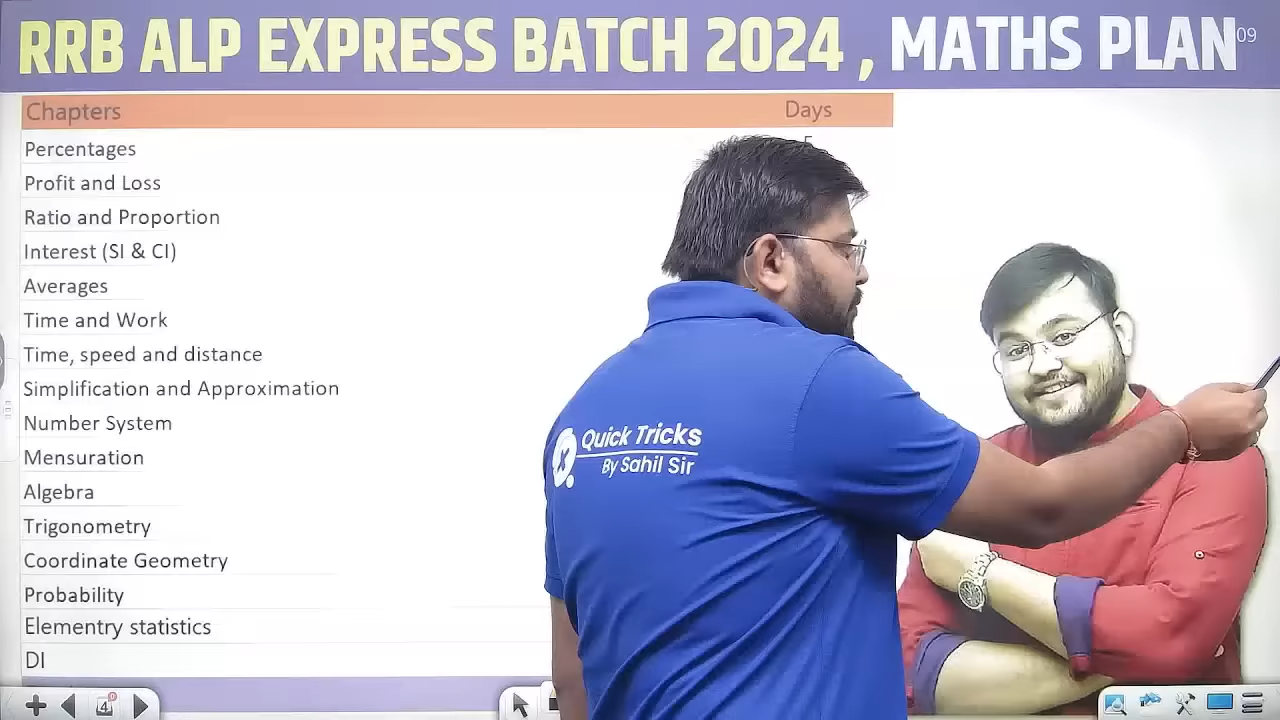 RRB ALP EXPRESS BATCH 2024 , MATHS PLAN
09
Chapters Days
Percentages
Profit and Loss
Ratio and Proportion
Interest (SI & CI)
Averages
Time and Work
Time, speed and distance
Simplification and Approximation
Number System
Mensuration
Algebra
Trigonometry
Coordinate Geometry
Probability
Elementry statistics
DI
Quick Tricks
By Sahil Sir
4